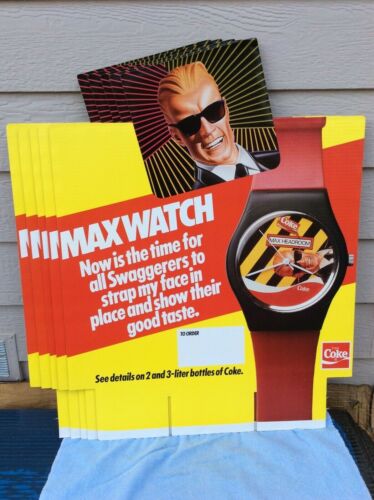 MAX WATCH
Now is the time for
all Swaggerers to
strap my face in
place and show their
good taste.
TO ORDER
See details on 2 and 3-liter bottles of Coke.
Coke
MAX HEADROOM
Coke
Coke